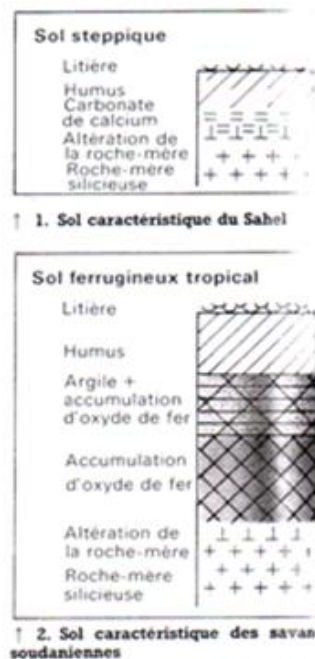 Sol steppique
Litière
Humus
Carbonate
de calcium
Altération de
la roche-mère
Roche-mère
silicieuse
↑ 1. Sol caractéristique du Sahel
Sol ferrugineux tropical
Litière
Humus
Argile +
accumulation
d'oxyde de fer
Accumulation
d'oxyde de fer
Altération de
la roche-mère
Roche-mère
silicieuse
↑ 2. Sol caractéristique des savan
soudaniennes